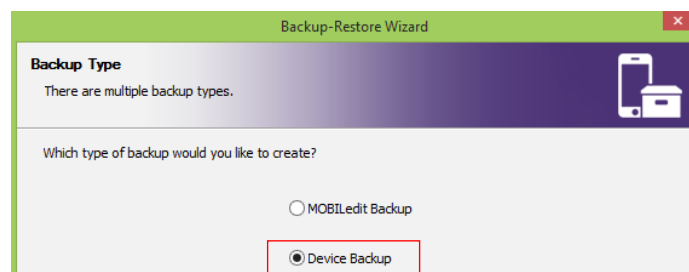 Backup-Restore Wizard
Backup Type
There are multiple backup types.
Which type of backup would you like to create?
MOBILedit Backup
Device Backup